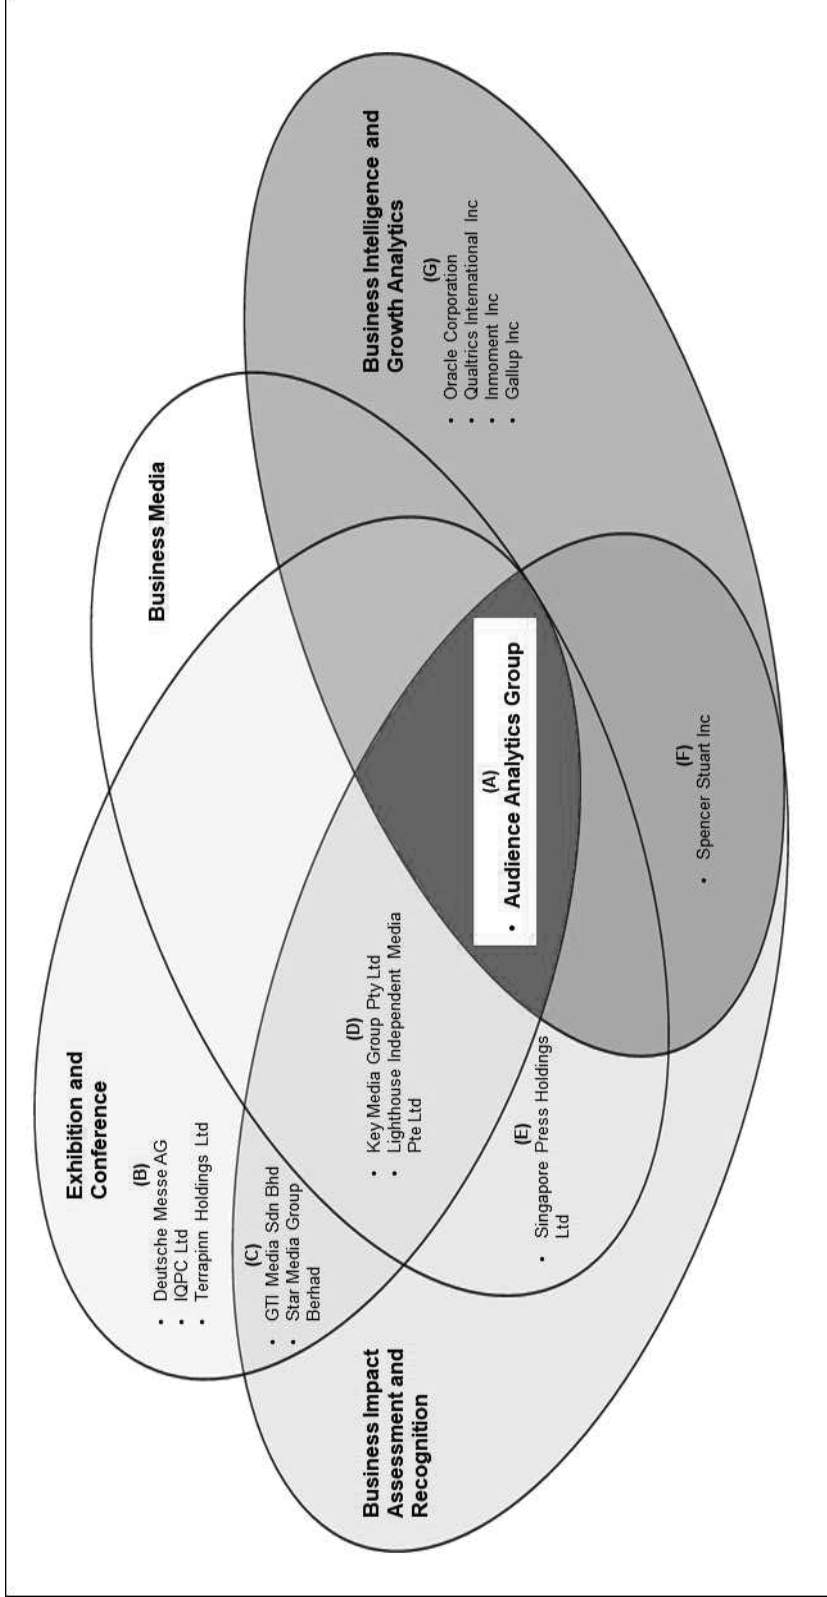 Exhibition and
Conference
(B)
• Deutsche Messe AG
• IQPC Ltd
• Terrapinn Holdings Ltd
Business Media
Business Impact
Assessment and
Recognition
(C)
• GTI Media Sdn Bhd
• Star Media Group
Berhad
(D)
• Key Media Group Pty Ltd
• Lighthouse Independent Media
Pte Ltd
(E)
• Singapore Press Holdings
Ltd
(A)
• Audience Analytics Group
(F)
• Spencer Stuart Inc
Business Intelligence and
Growth Analytics
(G)
• Oracle Corporation
• Qualtrics International Inc
• Inmoment Inc
• Gallup Inc